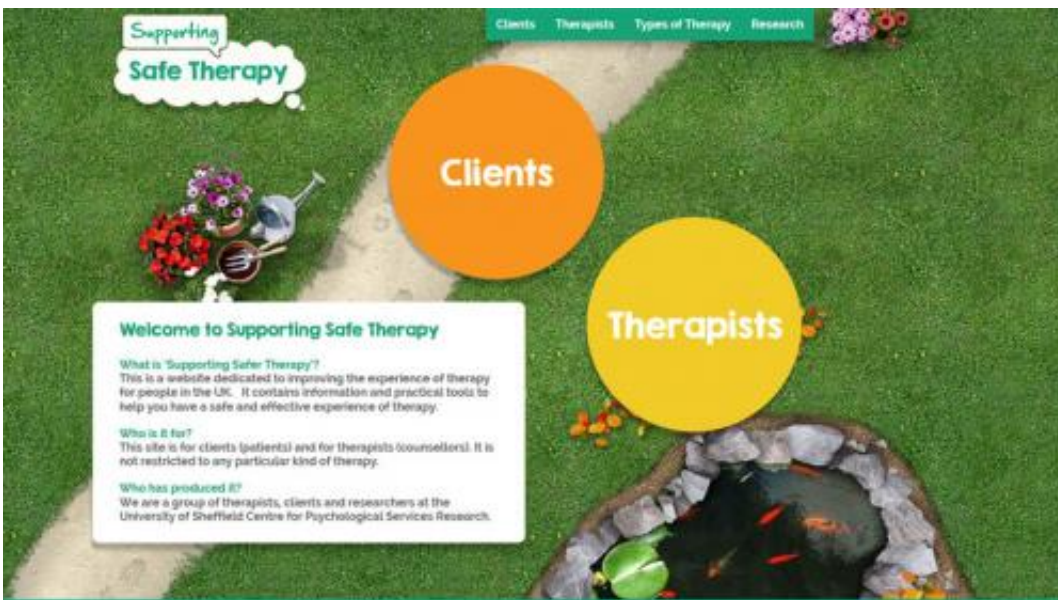 Supporting
Safe Therapy
Clients Therapists Types of Therapy Research
Clients
Therapists
Welcome to Supporting Safe Therapy
What is 'Supporting Safer Therapy'?
This is a website dedicated to improving the experience of therapy
for people in the UK. It contains information and practical tools to
help you have a safe and effective experience of therapy.
Who is it for?
This site is for clients (patients) and for therapists (counsellors). It is
not restricted to any particular kind of therapy.
Who has produced it?
We are a group of therapists, clients and researchers at the
University of Sheffield Centre for Psychological Services Research.